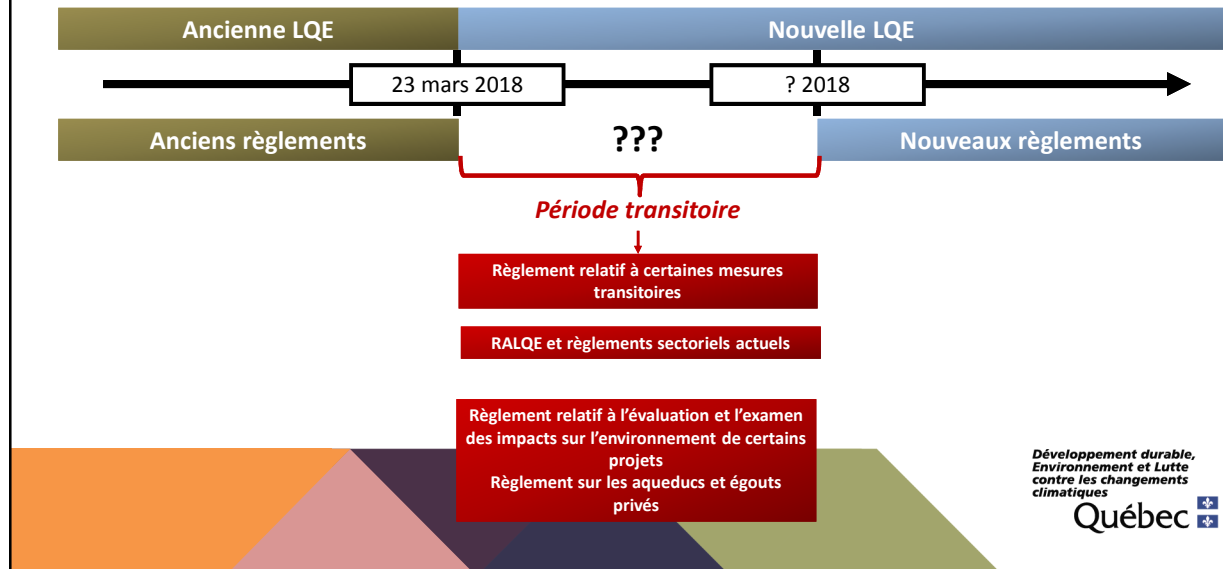 Ancienne LQE
Nouvelle LQE
23 mars 2018
? 2018
Anciens règlements
???
Nouveaux règlements
Période transitoire
Règlement relatif à certaines mesures
transitoires
RALQE et règlements sectoriels actuels
Règlement relatif à l’évaluation et l’examen
des impacts sur l’environnement de certains
projets
Règlement sur les aqueducs et égouts
privés
Développement durable,
Environnement et Lutte
contre les changements
climatiques
Québec